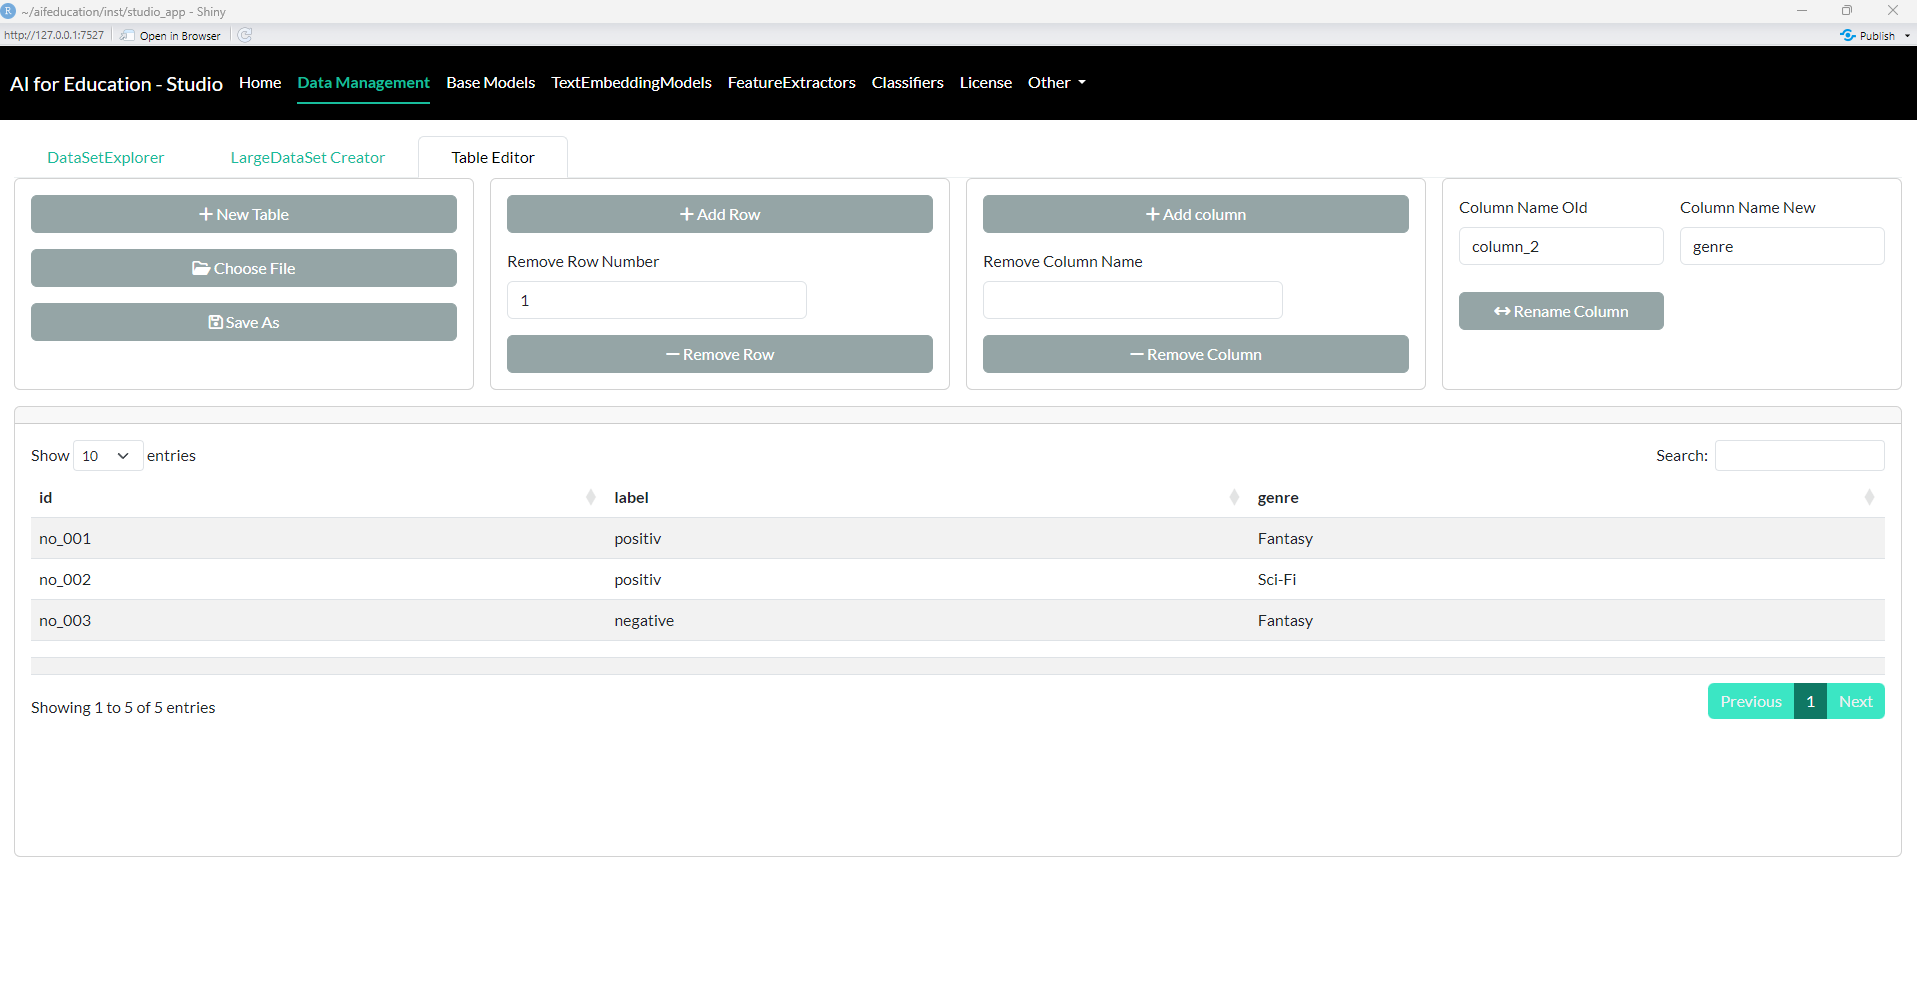 R ~/aifeducation/inst/studio_app - Shiny
http://127.0.0.1:7527 Open in Browser Publish
AI for Education - Studio Home Data Management Base Models TextEmbeddingModels FeatureExtractors Classifiers License Other
DataSetExplorer LargeDataSet Creator Table Editor
New Table Add Row Add column Column Name Old Column Name New
column_2 genre
Choose File Remove Row Number Remove Column Name
1
Save As Rename Column
Remove Row Remove Column
Show 10 entries Search:
id label genre
no_001 positiv Fantasy
no_002 positiv Sci-Fi
no_003 negative Fantasy
Showing 1 to 5 of 5 entries Previous 1 Next